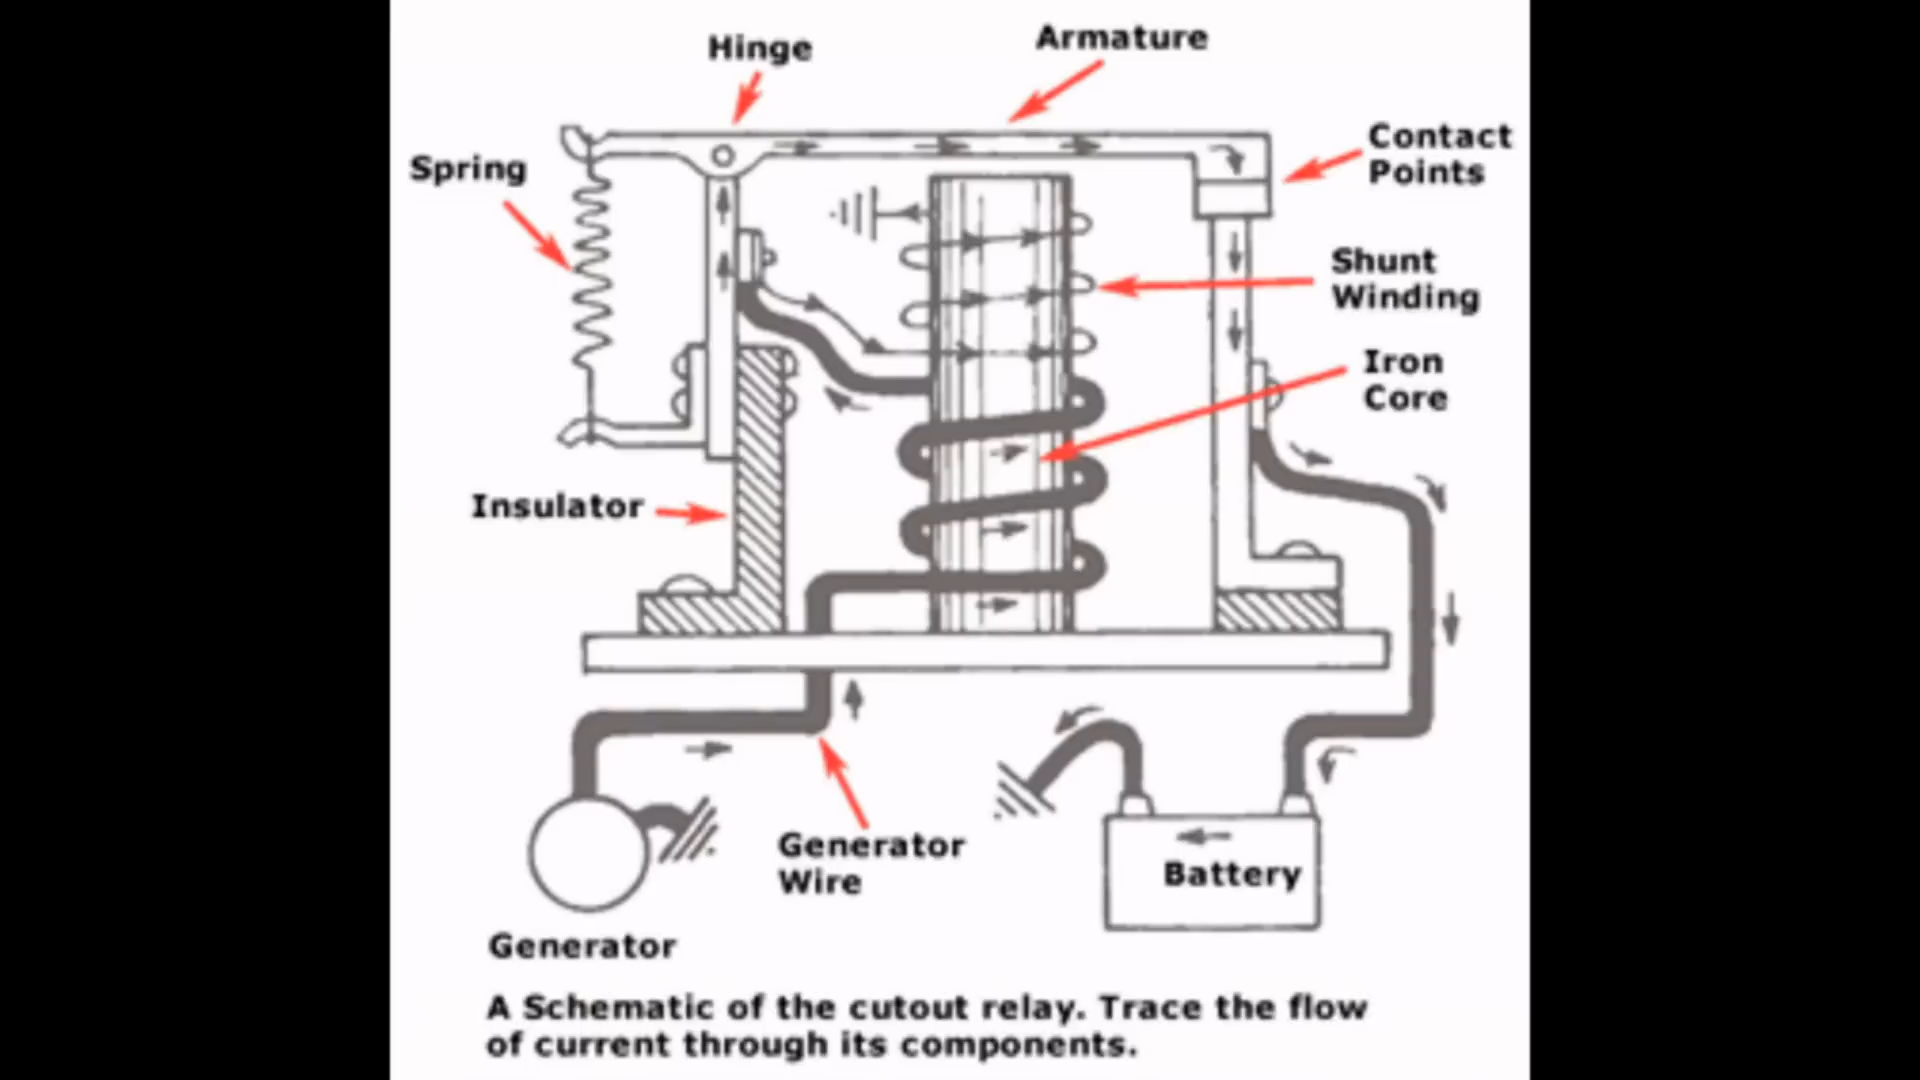 Hinge
Armature
Contact
Points
Spring
Shunt
Winding
Iron
Core
Insulator
Generator
Wire
Battery
Generator
A Schematic of the cutout relay. Trace the flow
of current through its components.